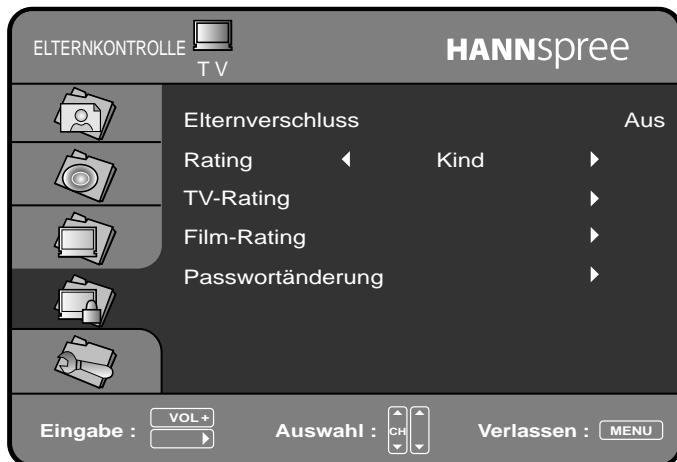 ELTERNKONTROLLE
TV
HANNspree
Elternverschluss Aus
Rating Kind
TV-Rating
Film-Rating
Passwortänderung
Eingabe : VOL+ Auswahl : CH Verlassen : MENU